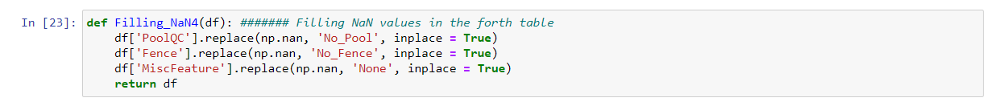 In [23]: def Filling_NaN4(df): ####### Filling NaN values in the forth table
df['PoolQC'].replace(np.nan, 'No_Pool', inplace = True)
df['Fence'].replace(np.nan, 'No_Fence', inplace = True)
df['MiscFeature'].replace(np.nan, 'None', inplace = True)
return df